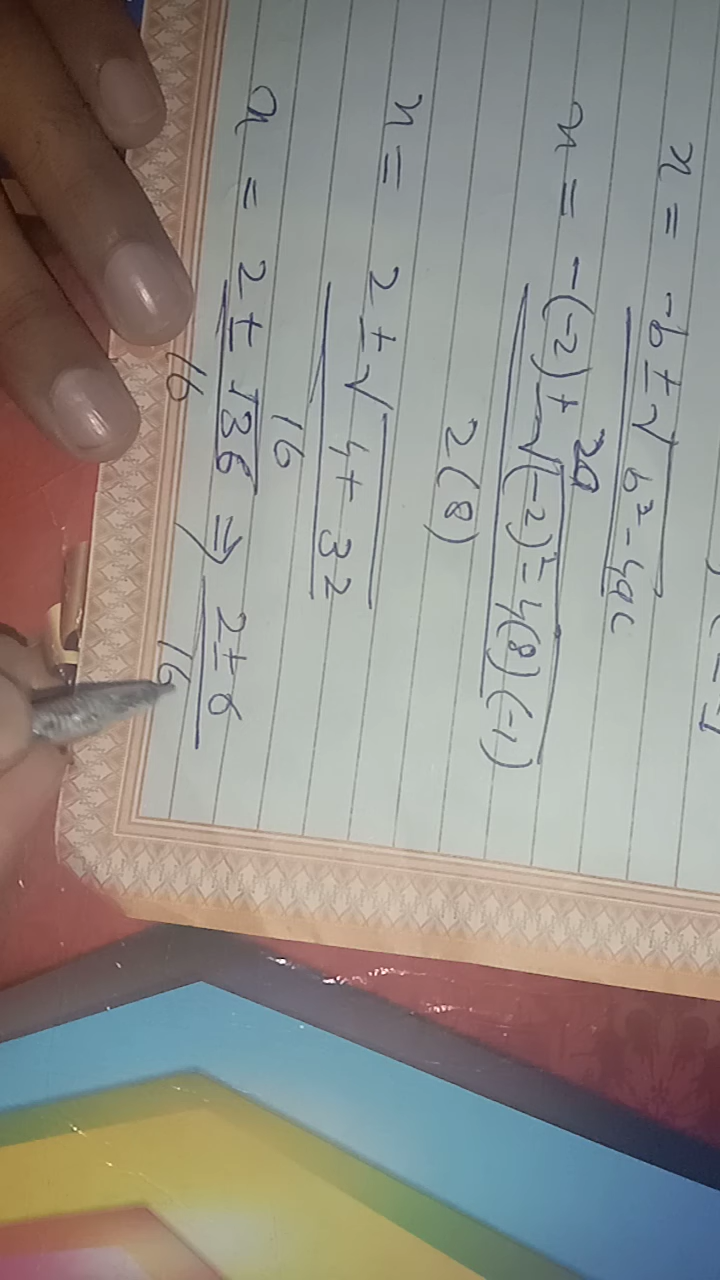 x = -b ± √b² - 4ac
2a
x = -(-2) ± √(-2)² - 4(8)(-1)
2(8)
x = 2 ± √4 + 32
16
x = 2 ± √36 ⇒ 2 ± 6
16 16